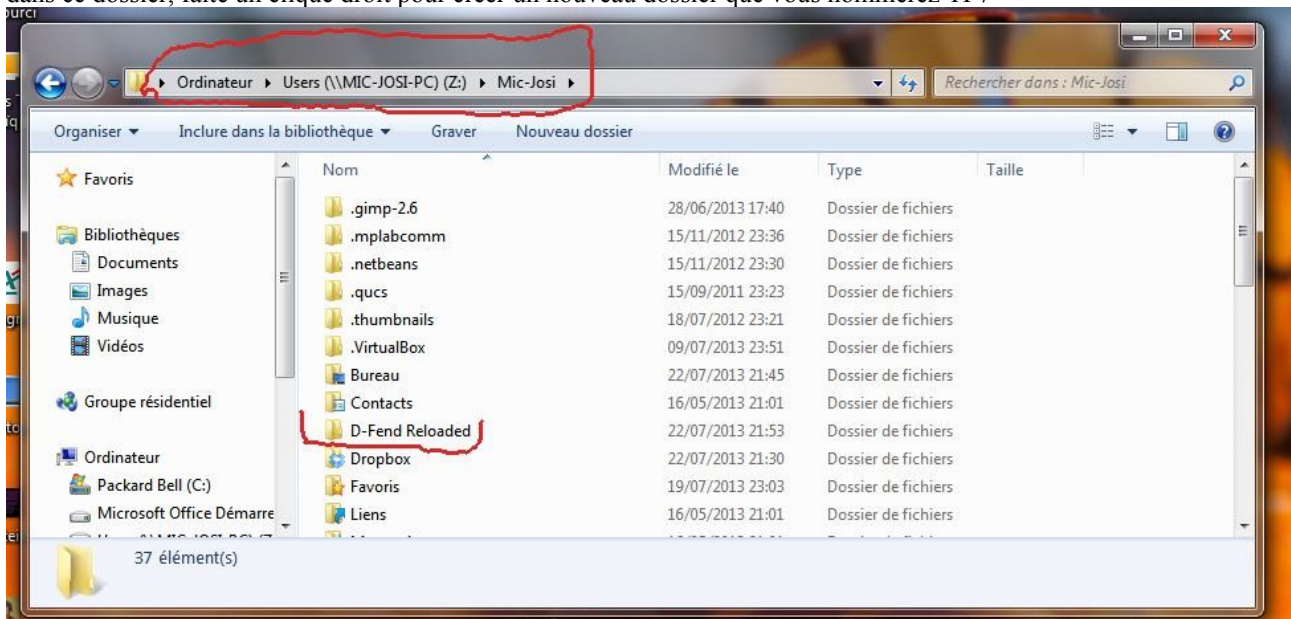 ourci
Ordinateur Users (\\MIC-JOSI-PC) (Z:) Mic-Josi
Rechercher dans : Mic-Josi
Organiser Inclure dans la bibliothèque Graver Nouveau dossier
Favoris
Bibliothèques
Documents
Images
Musique
Vidéos
Groupe résidentiel
Ordinateur
Packard Bell (C:)
Microsoft Office Démarre
Nom Modifié le Type Taille
.gimp-2.6 28/06/2013 17:40 Dossier de fichiers
.mplabcomm 15/11/2012 23:36 Dossier de fichiers
.netbeans 15/11/2012 23:30 Dossier de fichiers
.qucs 15/09/2011 23:23 Dossier de fichiers
.thumbnails 18/07/2012 23:21 Dossier de fichiers
.VirtualBox 09/07/2013 23:51 Dossier de fichiers
Bureau 22/07/2013 21:45 Dossier de fichiers
Contacts 16/05/2013 21:01 Dossier de fichiers
D-Fend Reloaded 22/07/2013 21:53 Dossier de fichiers
Dropbox 22/07/2013 21:30 Dossier de fichiers
Favoris 19/07/2013 23:03 Dossier de fichiers
Liens 16/05/2013 21:01 Dossier de fichiers
37 élément(s)